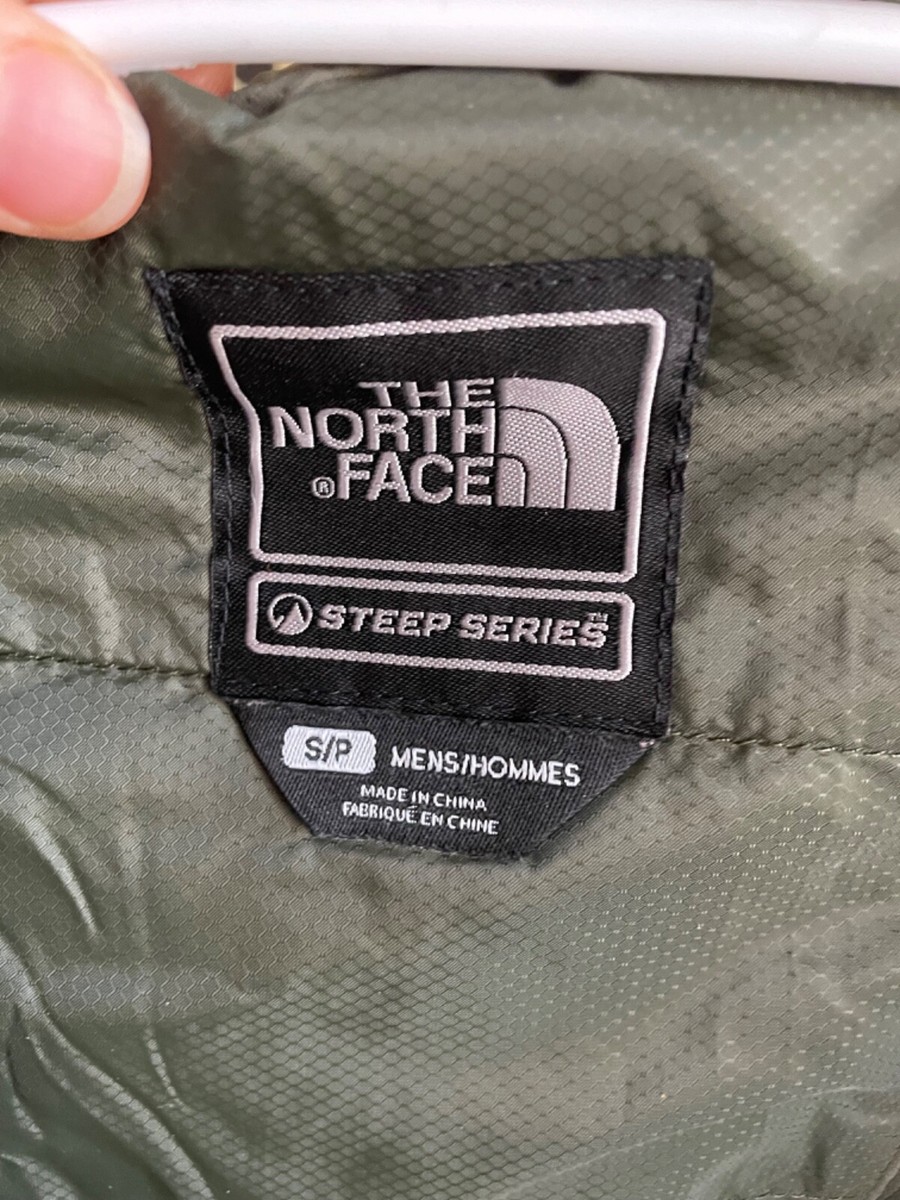 THE
NORTH
®FACE
STEEP SERIES™
S/P MENS/HOMMES
MADE IN CHINA
FABRIQUÉ EN CHINE